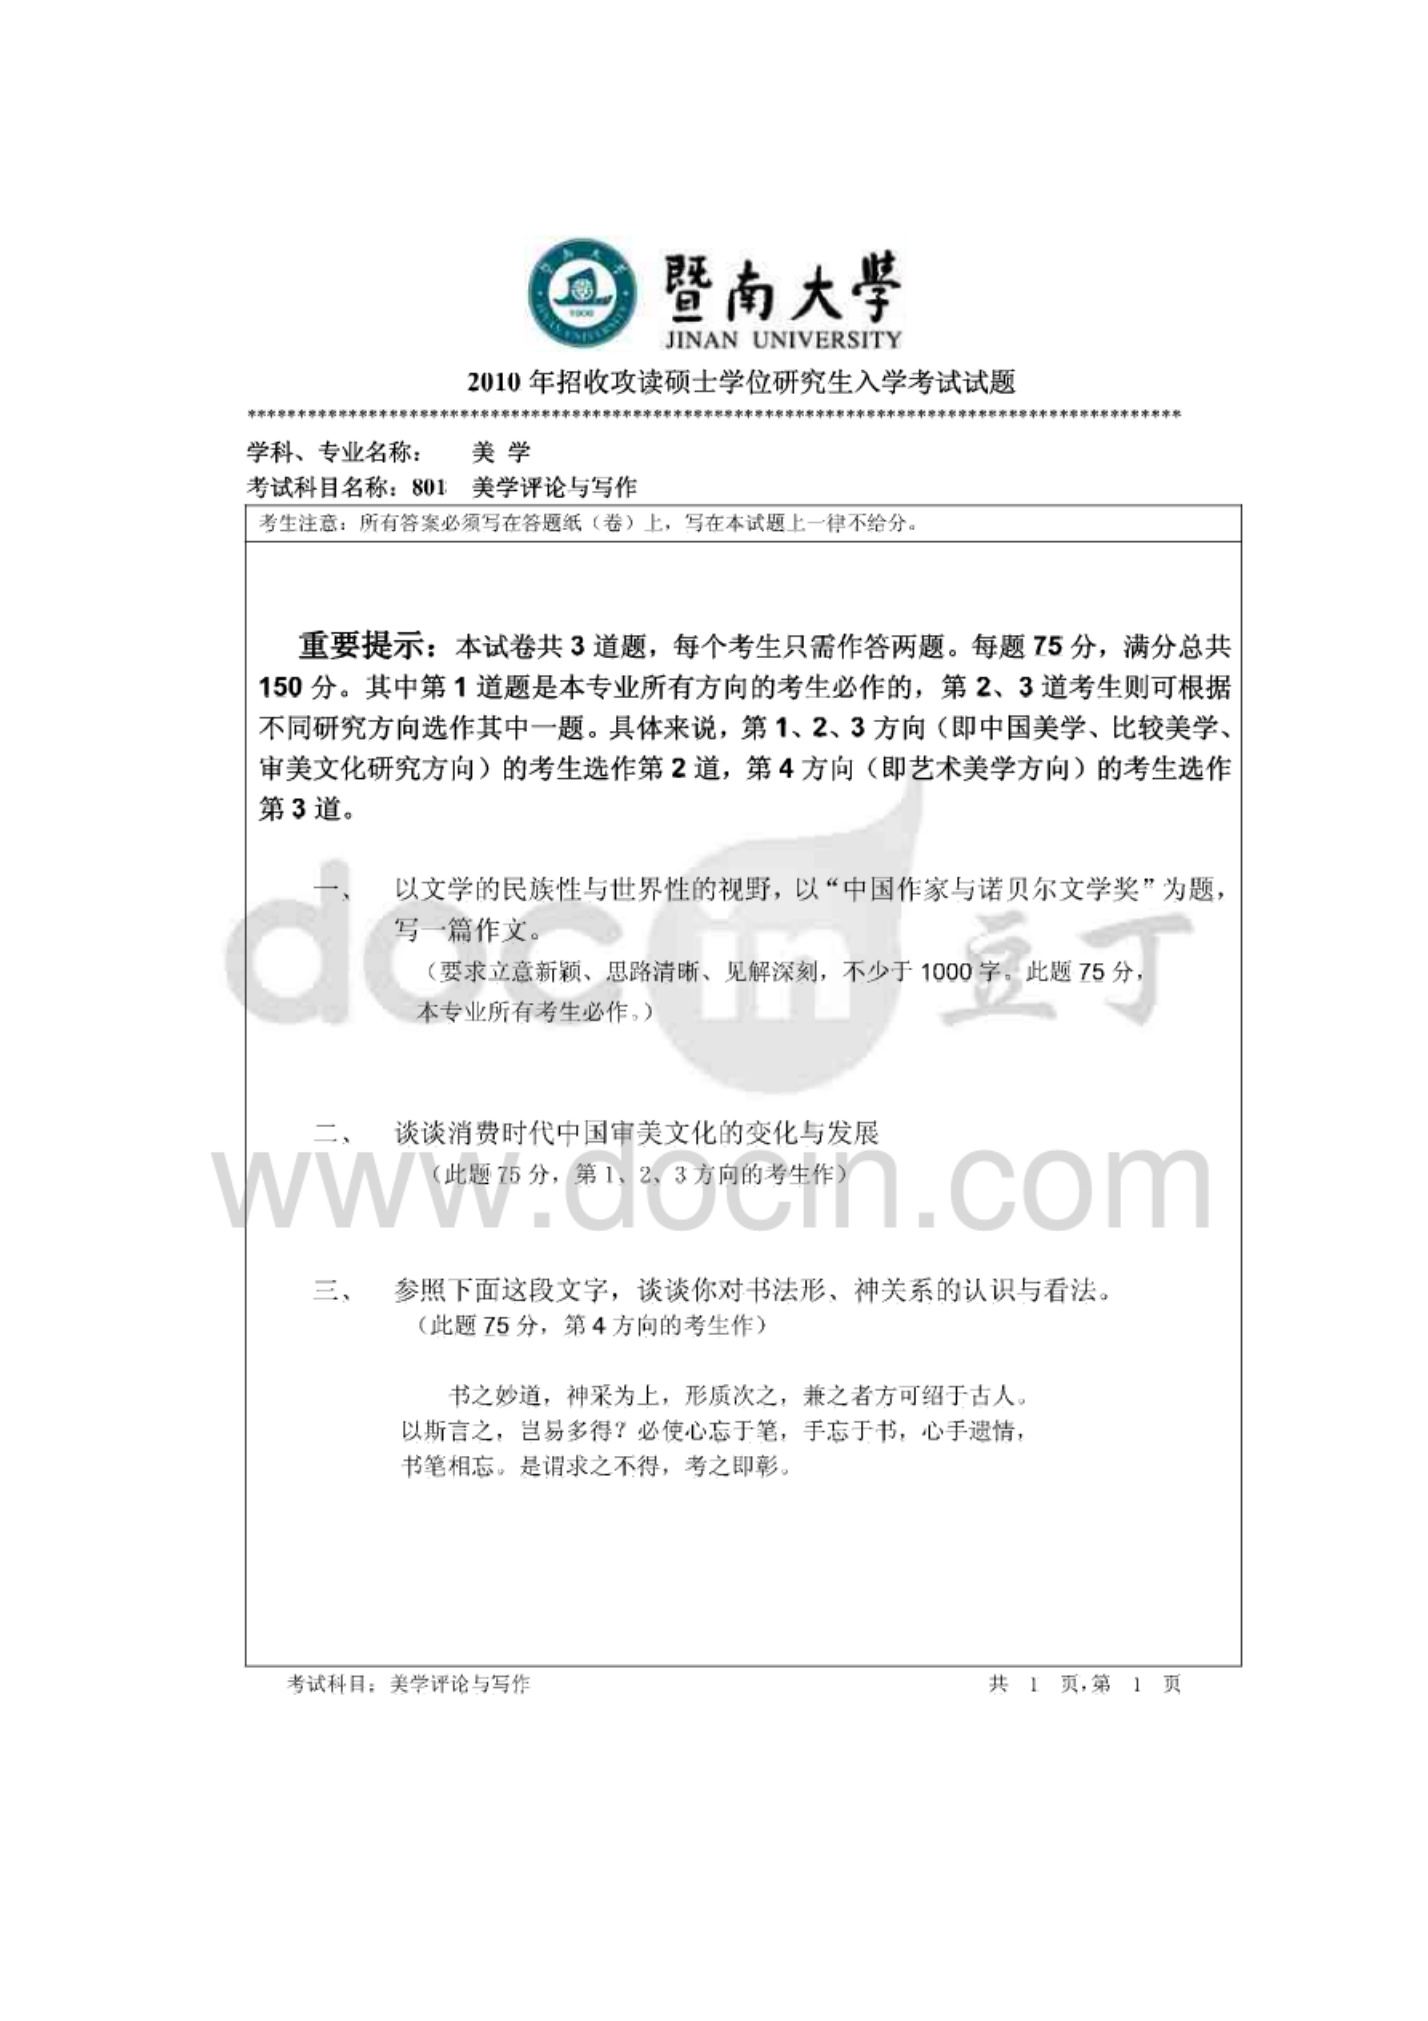 暨南大学
JINAN UNIVERSITY
2010 年招收攻读硕士学位研究生入学考试试题
********************************************************************************************
学科、专业名称： 美 学
考试科目名称：801 美学评论与写作
考生注意：所有答案必须写在答题纸（卷）上，写在本试题上一律不给分。
重要提示：本试卷共 3 道题，每个考生只需作答两题。每题 75 分，满分总共
150 分。其中第 1 道题是本专业所有方向的考生必作的，第 2、3 道考生则可根据
不同研究方向选作其中一题。具体来说，第 1、2、3 方向（即中国美学、比较美学、
审美文化研究方向）的考生选作第 2 道，第 4 方向（即艺术美学方向）的考生选作
第 3 道。
一、 以文学的民族性与世界性的视野，以“中国作家与诺贝尔文学奖”为题，
写一篇作文。
（要求立意新颖、思路清晰、见解深刻，不少于 1000 字。此题 75 分，
本专业所有考生必作。）
docin 豆丁
二、 谈谈消费时代中国审美文化的变化与发展
（此题 75 分，第 1、2、3 方向的考生作）
www.docin.com
三、 参照下面这段文字，谈谈你对书法形、神关系的认识与看法。
（此题 75 分，第 4 方向的考生作）
书之妙道，神采为上，形质次之，兼之者方可绍于古人。
以斯言之，岂易多得？必使心忘于笔，手忘于书，心手遗情，
书笔相忘。是谓求之不得，考之即彰。
考试科目：美学评论与写作 共 1 页，第 1 页